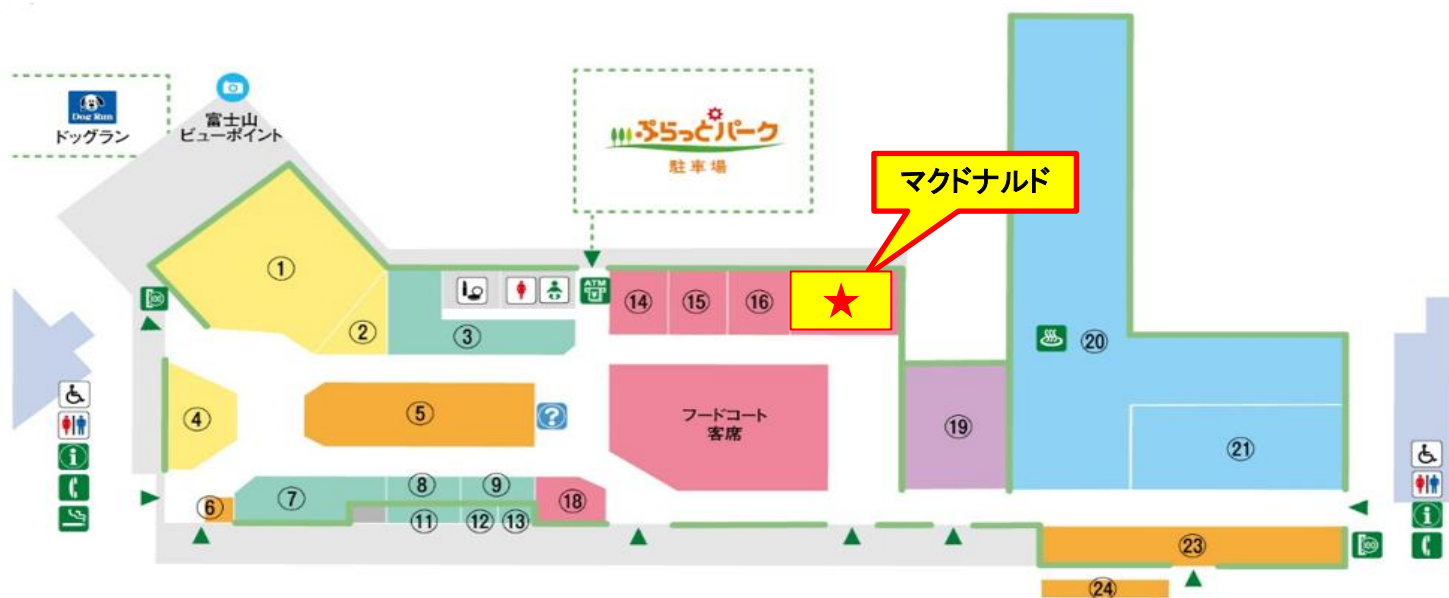 Dog Run
ドッグラン
富士山
ビューポイント
ぷらっとパーク
駐車場
マクドナルド
①
②
③
ATM
⑭
⑮
⑯
④
⑤
?
フードコート
客席
⑲
⑳
㉑
⑥
⑦
⑧
⑨
⑪
⑫
⑬
⑱
㉓
㉔